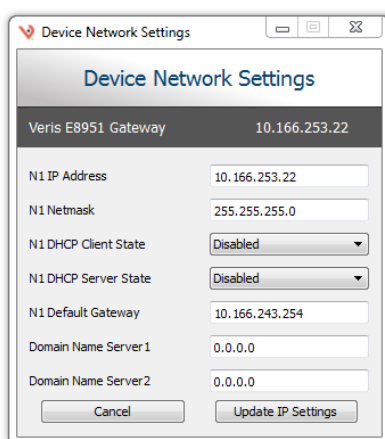 Device Network Settings
Device Network Settings
Veris E8951 Gateway 10.166.253.22
N1 IP Address 10.166.253.22
N1 Netmask 255.255.255.0
N1 DHCP Client State Disabled
N1 DHCP Server State Disabled
N1 Default Gateway 10.166.243.254
Domain Name Server1 0.0.0.0
Domain Name Server2 0.0.0.0
Cancel Update IP Settings